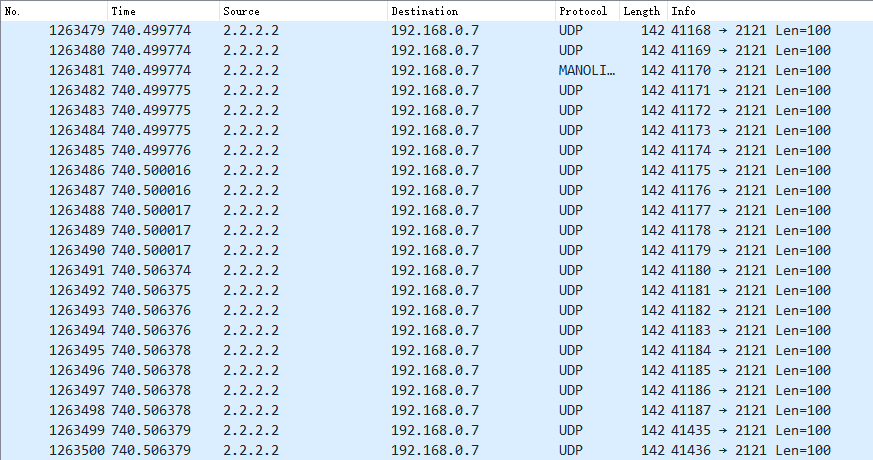 No. Time Source Destination Protocol Length Info
1263479 740.499774 2.2.2.2 192.168.0.7 UDP 142 41168 → 2121 Len=100
1263480 740.499774 2.2.2.2 192.168.0.7 UDP 142 41169 → 2121 Len=100
1263481 740.499774 2.2.2.2 192.168.0.7 MANOLI… 142 41170 → 2121 Len=100
1263482 740.499775 2.2.2.2 192.168.0.7 UDP 142 41171 → 2121 Len=100
1263483 740.499775 2.2.2.2 192.168.0.7 UDP 142 41172 → 2121 Len=100
1263484 740.499775 2.2.2.2 192.168.0.7 UDP 142 41173 → 2121 Len=100
1263485 740.499776 2.2.2.2 192.168.0.7 UDP 142 41174 → 2121 Len=100
1263486 740.500016 2.2.2.2 192.168.0.7 UDP 142 41175 → 2121 Len=100
1263487 740.500016 2.2.2.2 192.168.0.7 UDP 142 41176 → 2121 Len=100
1263488 740.500017 2.2.2.2 192.168.0.7 UDP 142 41177 → 2121 Len=100
1263489 740.500017 2.2.2.2 192.168.0.7 UDP 142 41178 → 2121 Len=100
1263490 740.500017 2.2.2.2 192.168.0.7 UDP 142 41179 → 2121 Len=100
1263491 740.506374 2.2.2.2 192.168.0.7 UDP 142 41180 → 2121 Len=100
1263492 740.506375 2.2.2.2 192.168.0.7 UDP 142 41181 → 2121 Len=100
1263493 740.506376 2.2.2.2 192.168.0.7 UDP 142 41182 → 2121 Len=100
1263494 740.506376 2.2.2.2 192.168.0.7 UDP 142 41183 → 2121 Len=100
1263495 740.506378 2.2.2.2 192.168.0.7 UDP 142 41184 → 2121 Len=100
1263496 740.506378 2.2.2.2 192.168.0.7 UDP 142 41185 → 2121 Len=100
1263497 740.506378 2.2.2.2 192.168.0.7 UDP 142 41186 → 2121 Len=100
1263498 740.506378 2.2.2.2 192.168.0.7 UDP 142 41187 → 2121 Len=100
1263499 740.506379 2.2.2.2 192.168.0.7 UDP 142 41435 → 2121 Len=100
1263500 740.506379 2.2.2.2 192.168.0.7 UDP 142 41436 → 2121 Len=100